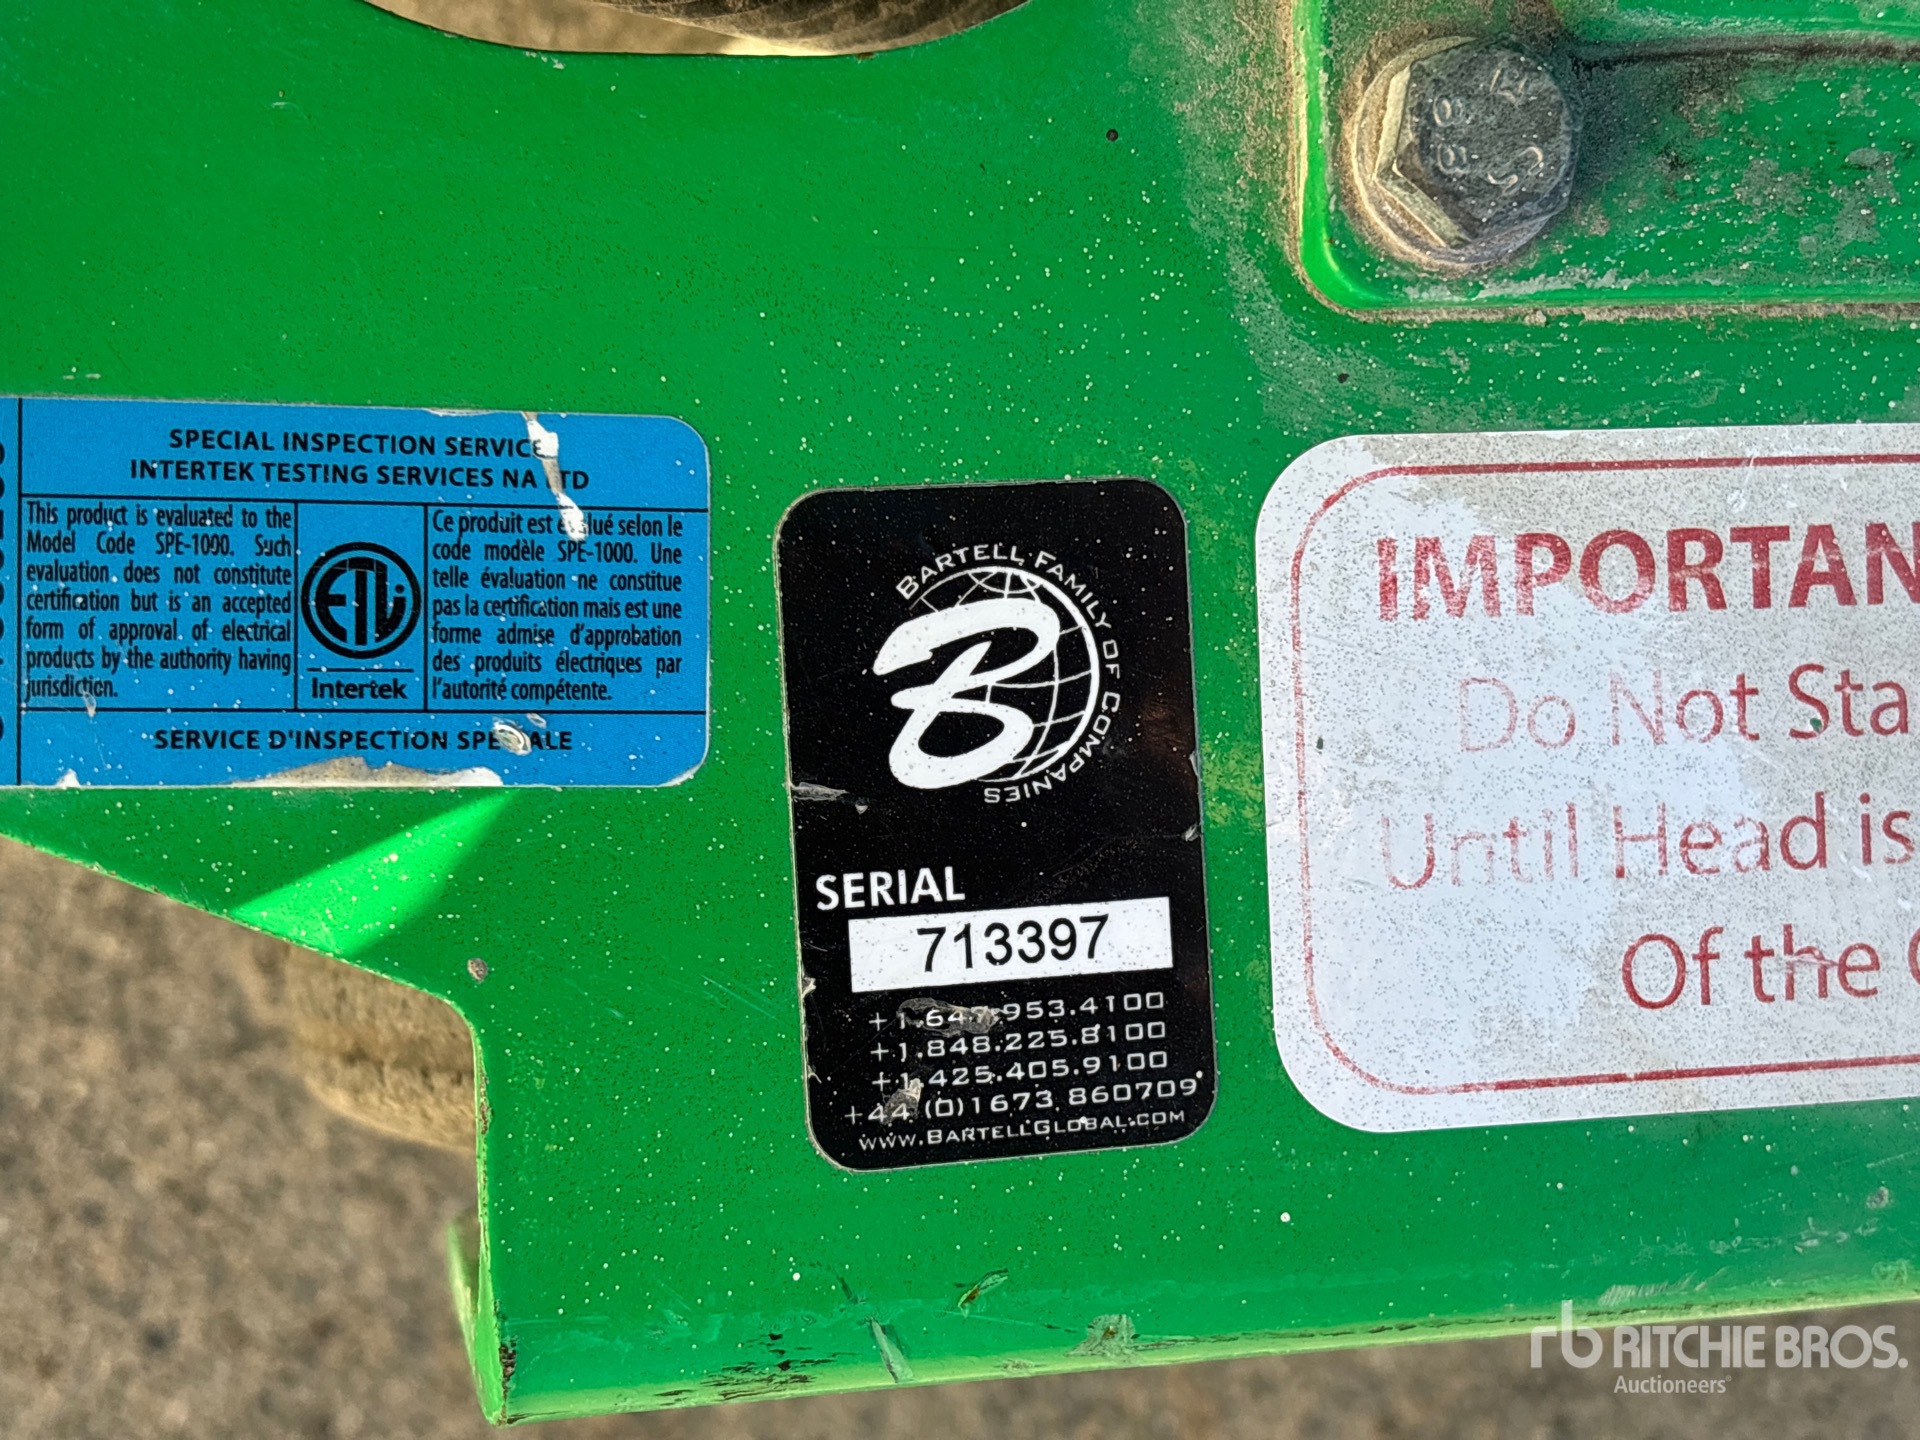 SPECIAL INSPECTION SERVICE
INTERTEK TESTING SERVICES NA LTD
This product is evaluated to the
Model Code SPE-1000. Such
evaluation does not constitute
certification but is an accepted
form of approval of electrical
products by the authority having
jurisdiction.
ETL
Intertek
Ce produit est évalué selon le
code modèle SPE-1000. Une
telle évaluation ne constitue
pas la certification mais est une
forme admise d'approbation
des produits électriques par
l'autorité compétente.
SERVICE D'INSPECTION SPECIALE
BARTELL FAMILY OF COMPANIES
B
SERIAL
713397
+1.647.953.4100
+1.848.225.8100
+1.425.405.9100
+44 (0)1673 860709
WWW.BARTELLGLOBAL.COM
IMPORTAN
Do Not Sta
Until Head is
Of the
8.8
rb RITCHIE BROS.
Auctioneers